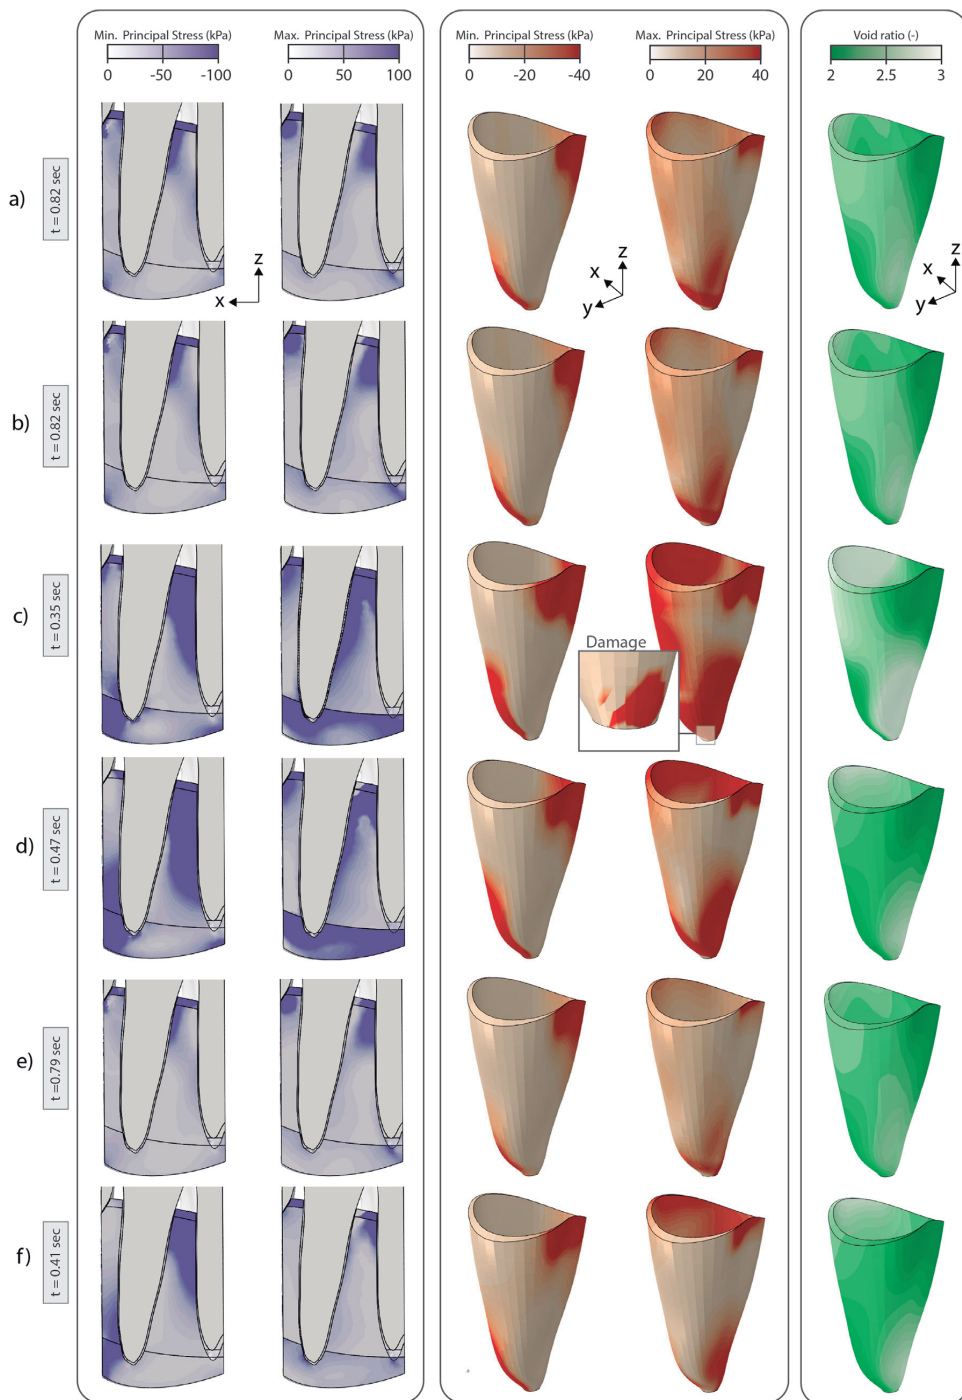 Min. Principal Stress (kPa)
0 -50 -100
Max. Principal Stress (kPa)
0 50 100
Min. Principal Stress (kPa)
0 -20 -40
Max. Principal Stress (kPa)
0 20 40
Void ratio (-)
2 2.5 3
a)
t = 0.82 sec
z
x
z
x
y
z
x
y
b)
t = 0.82 sec
c)
t = 0.35 sec
Damage
d)
t = 0.47 sec
e)
t =0.79 sec
f)
t = 0.41 sec